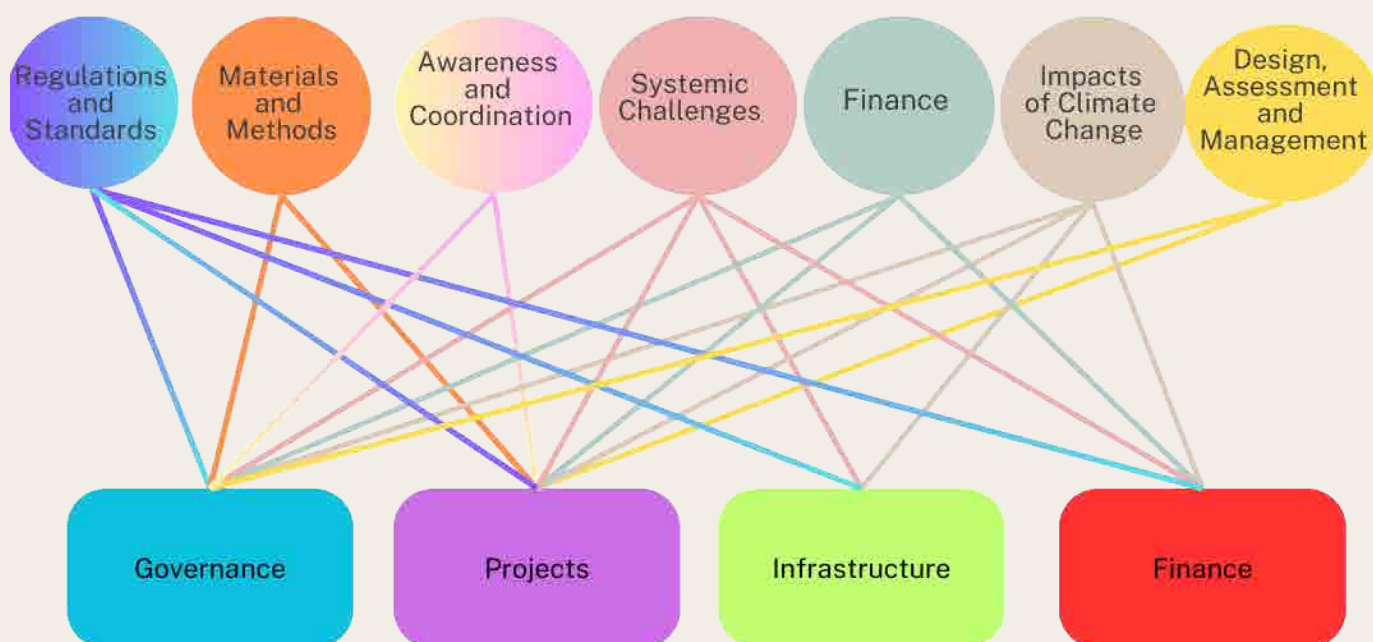 Regulations
and
Standards
Materials
and
Methods
Awareness
and
Coordination
Systemic
Challenges
Finance
Impacts
of Climate
Change
Design,
Assessment
and
Management
Governance
Projects
Infrastructure
Finance